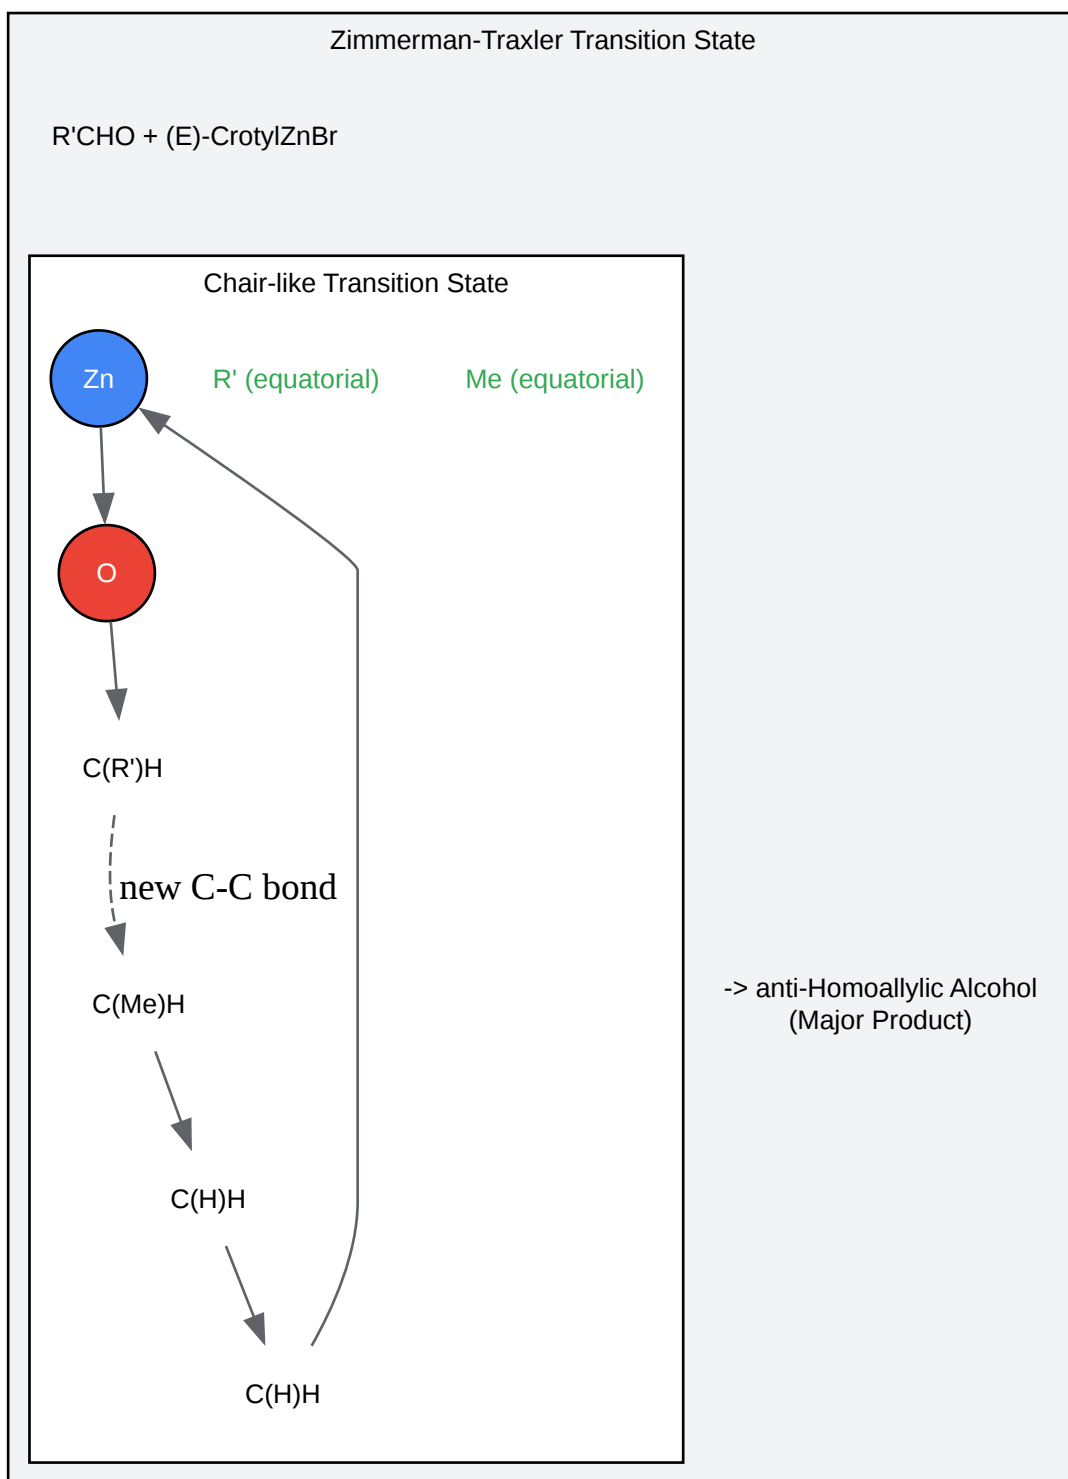 Zimmerman-Traxler Transition State
R'CHO + (E)-CrotylZnBr
Chair-like Transition State
Zn
R' (equatorial)
Me (equatorial)
O
C(R')H
new C-C bond
C(Me)H
-> anti-Homoallylic Alcohol
(Major Product)
C(H)H
C(H)H